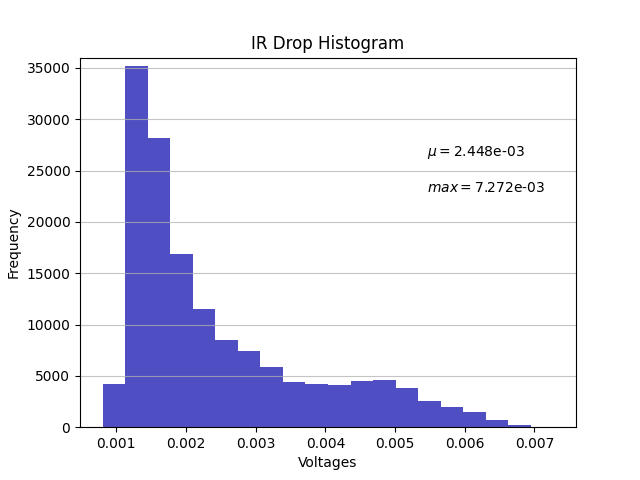 IR Drop Histogram
35000
30000
25000
20000
15000
10000
5000
0
Frequency
μ = 2.448e-03
max = 7.272e-03
0.001 0.002 0.003 0.004 0.005 0.006 0.007
Voltages